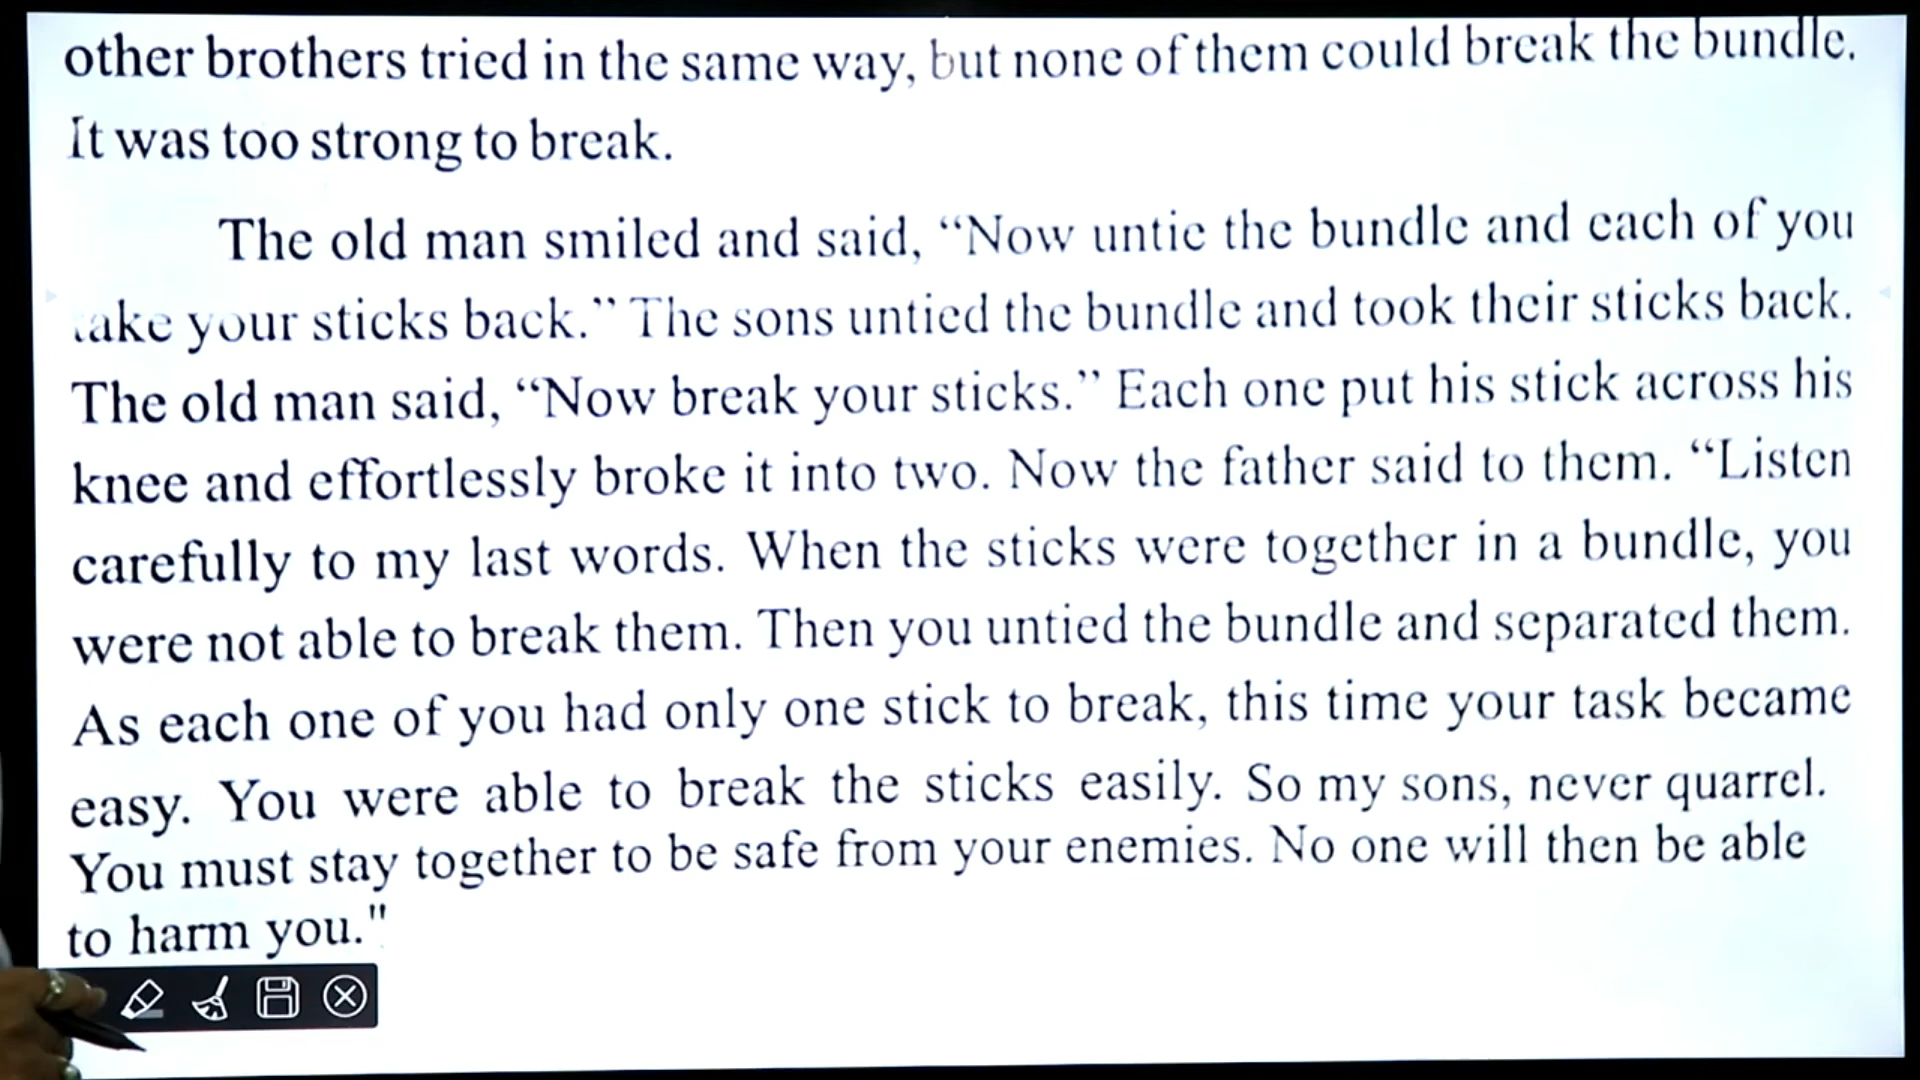 other brothers tried in the same way, but none of them could break the bundle.
It was too strong to break.
The old man smiled and said, “Now untie the bundle and each of you
take your sticks back.” The sons untied the bundle and took their sticks back.
The old man said, “Now break your sticks.” Each one put his stick across his
knee and effortlessly broke it into two. Now the father said to them. “Listen
carefully to my last words. When the sticks were together in a bundle, you
were not able to break them. Then you untied the bundle and separated them.
As each one of you had only one stick to break, this time your task became
easy. You were able to break the sticks easily. So my sons, never quarrel.
You must stay together to be safe from your enemies. No one will then be able
to harm you."